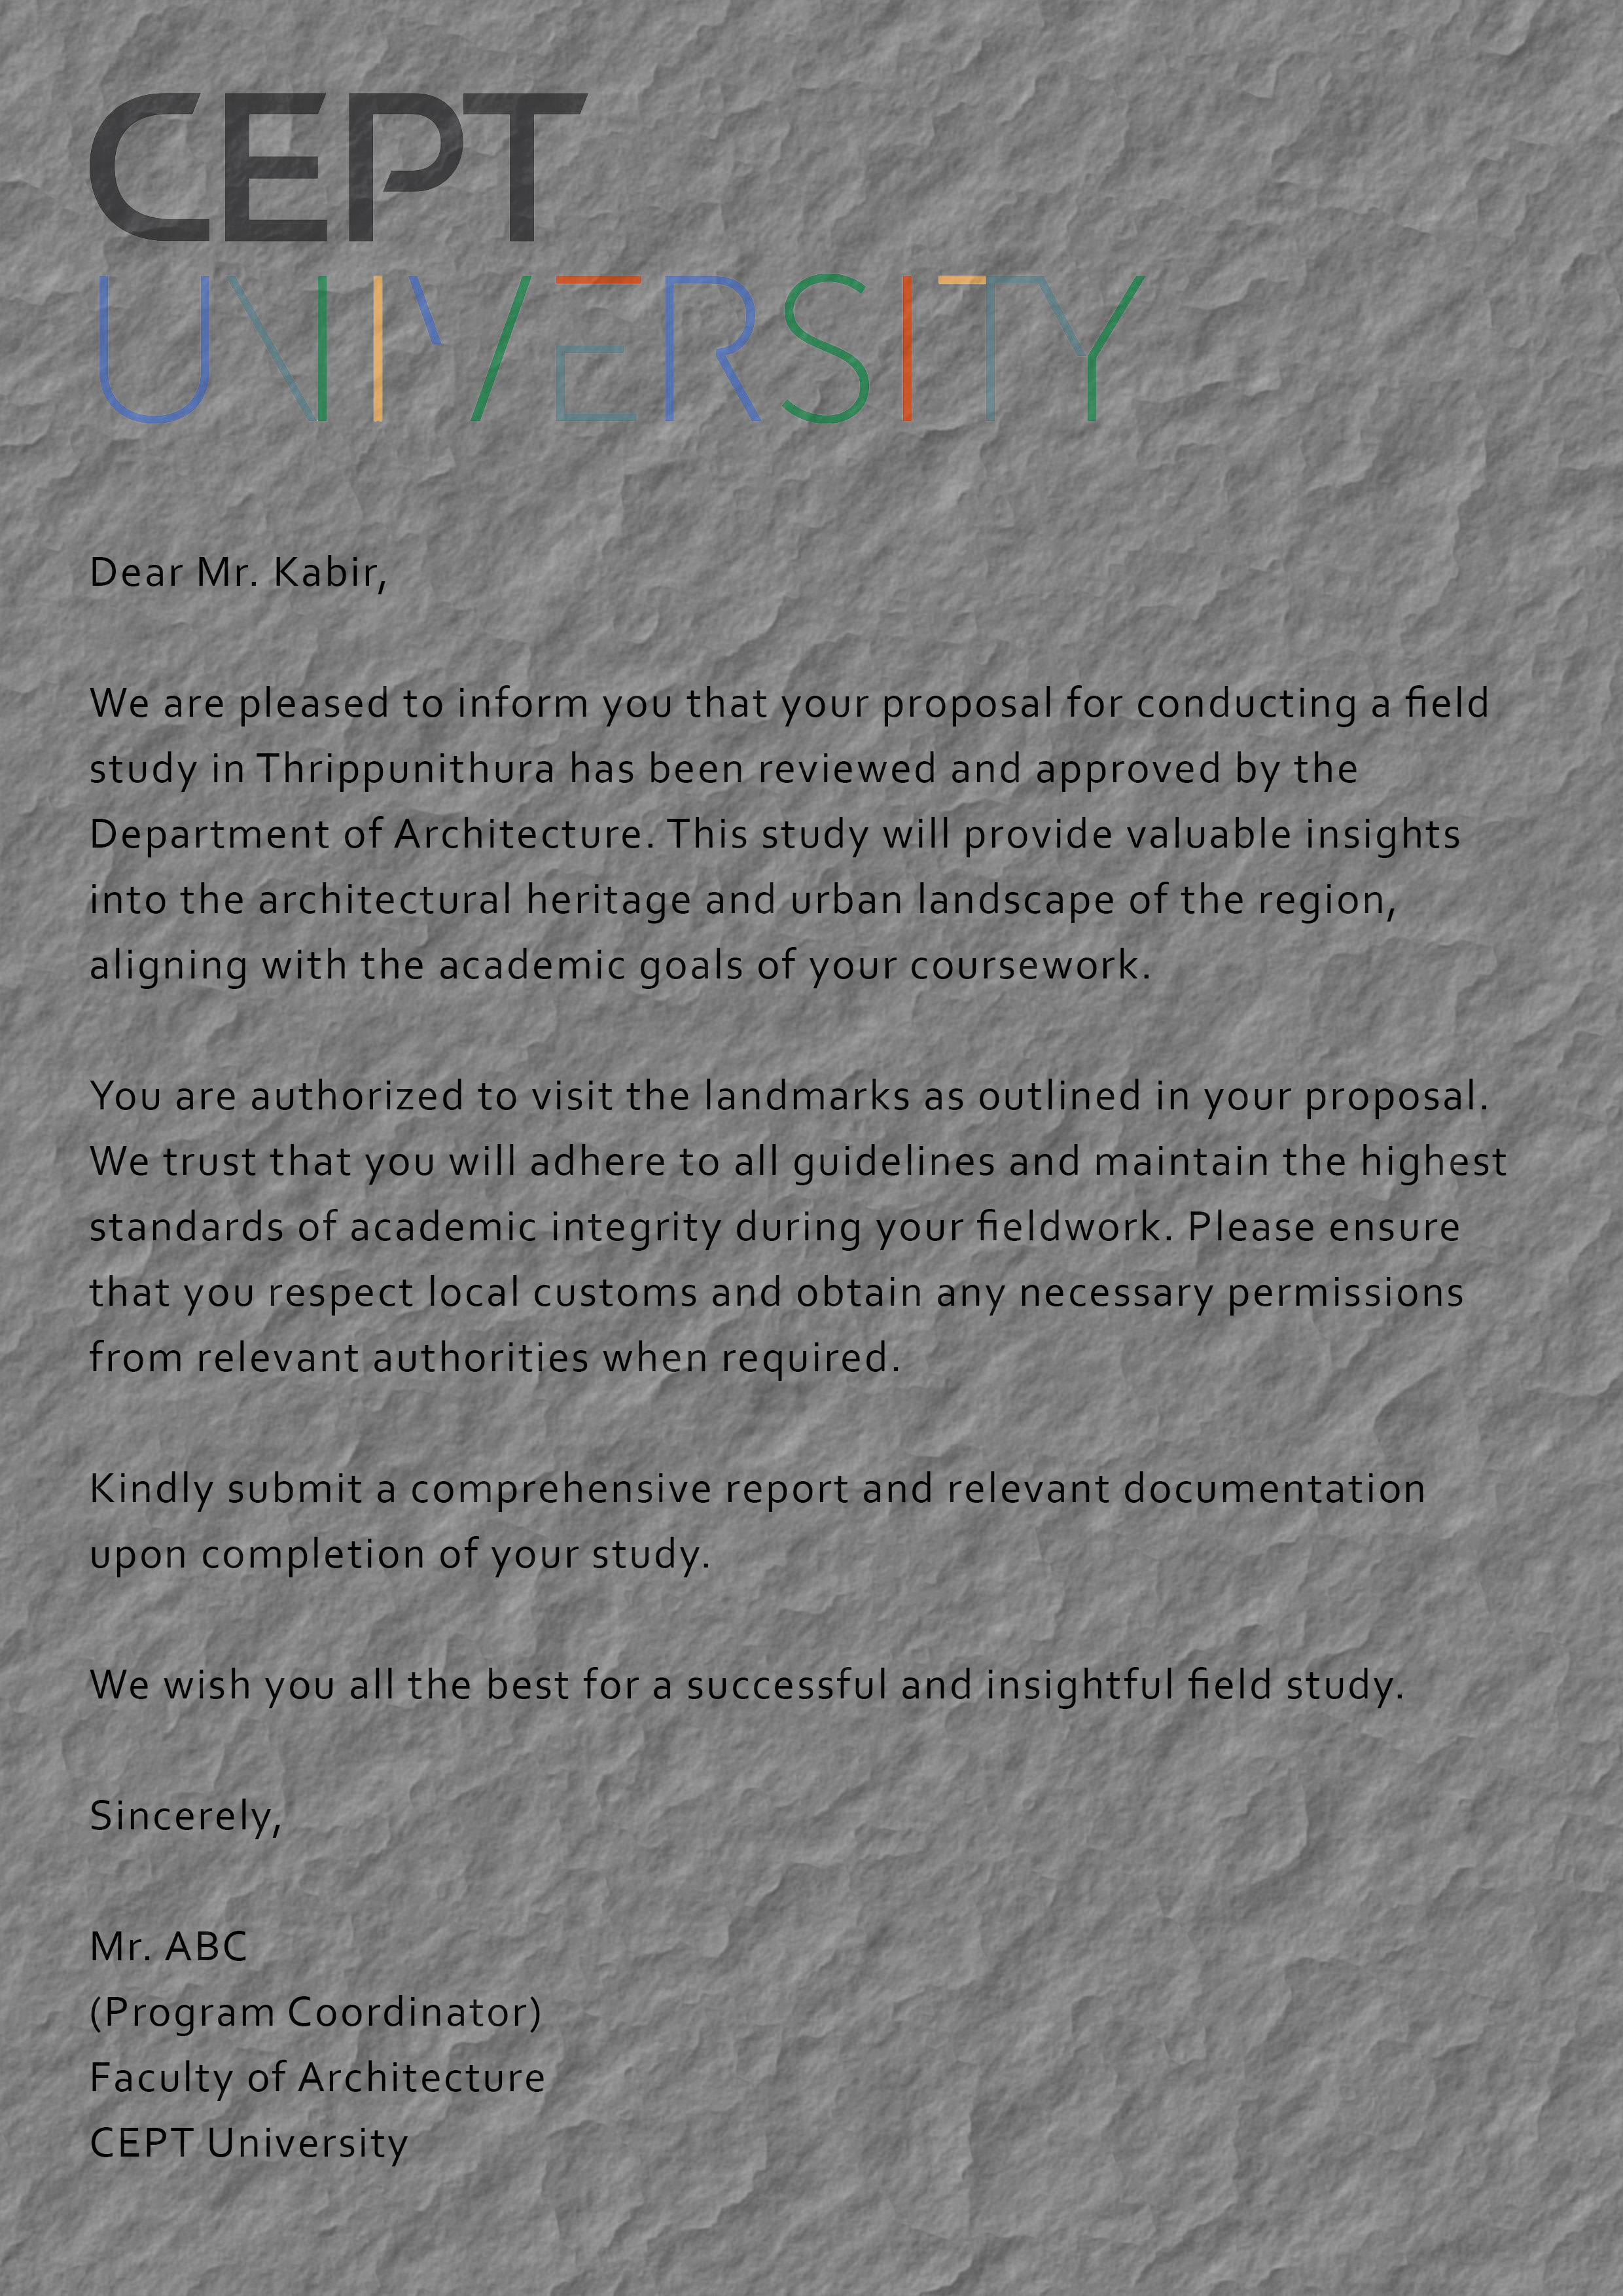 CEPT
UNIVERSITY
Dear Mr. Kabir,
We are pleased to inform you that your proposal for conducting a field
study in Thrippunithura has been reviewed and approved by the
Department of Architecture. This study will provide valuable insights
into the architectural heritage and urban landscape of the region,
aligning with the academic goals of your coursework.
You are authorized to visit the landmarks as outlined in your proposal.
We trust that you will adhere to all guidelines and maintain the highest
standards of academic integrity during your fieldwork. Please ensure
that you respect local customs and obtain any necessary permissions
from relevant authorities when required.
Kindly submit a comprehensive report and relevant documentation
upon completion of your study.
We wish you all the best for a successful and insightful field study.
Sincerely,
Mr. ABC
(Program Coordinator)
Faculty of Architecture
CEPT University